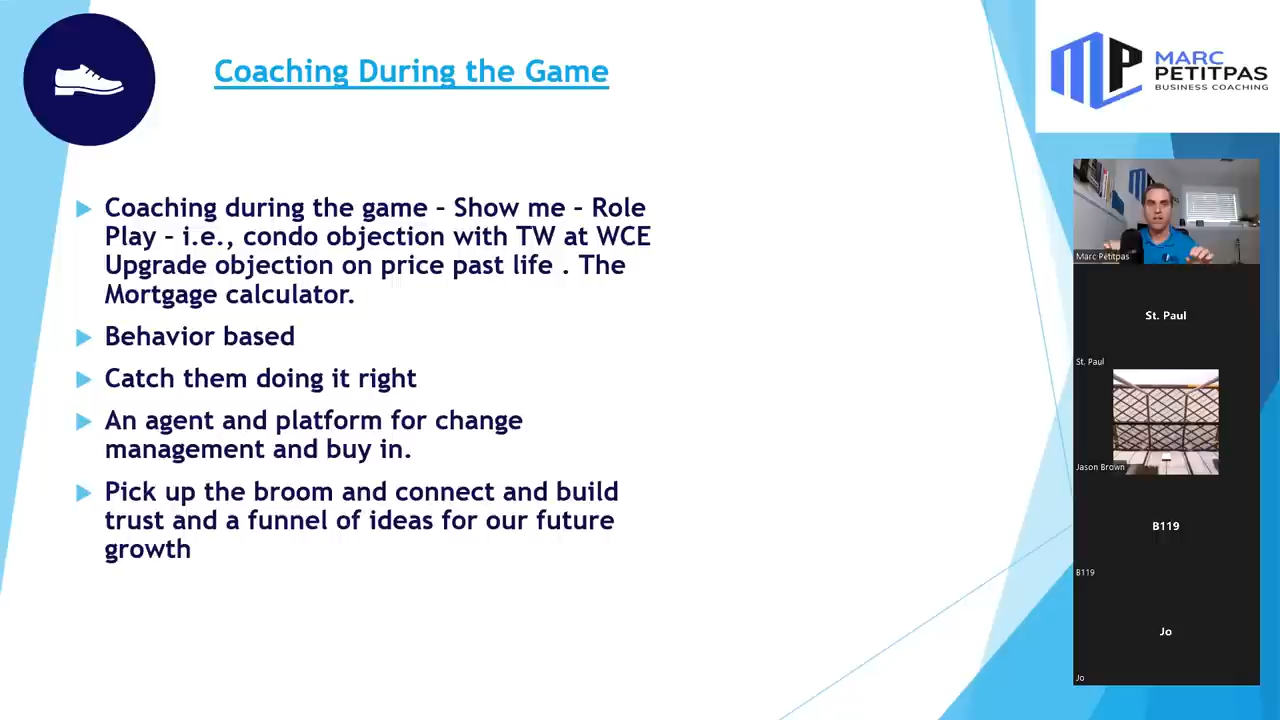 Coaching During the Game
MARC
PETITPAS
BUSINESS COACHING
Coaching during the game – Show me – Role
Play – i.e., condo objection with TW at WCE
Upgrade objection on price past life . The
Mortgage calculator.
Behavior based
Catch them doing it right
An agent and platform for change
management and buy in.
Pick up the broom and connect and build
trust and a funnel of ideas for our future
growth
Marc Petitpas
St. Paul
St. Paul
Jason Brown
B119
B119
Jo
Jo